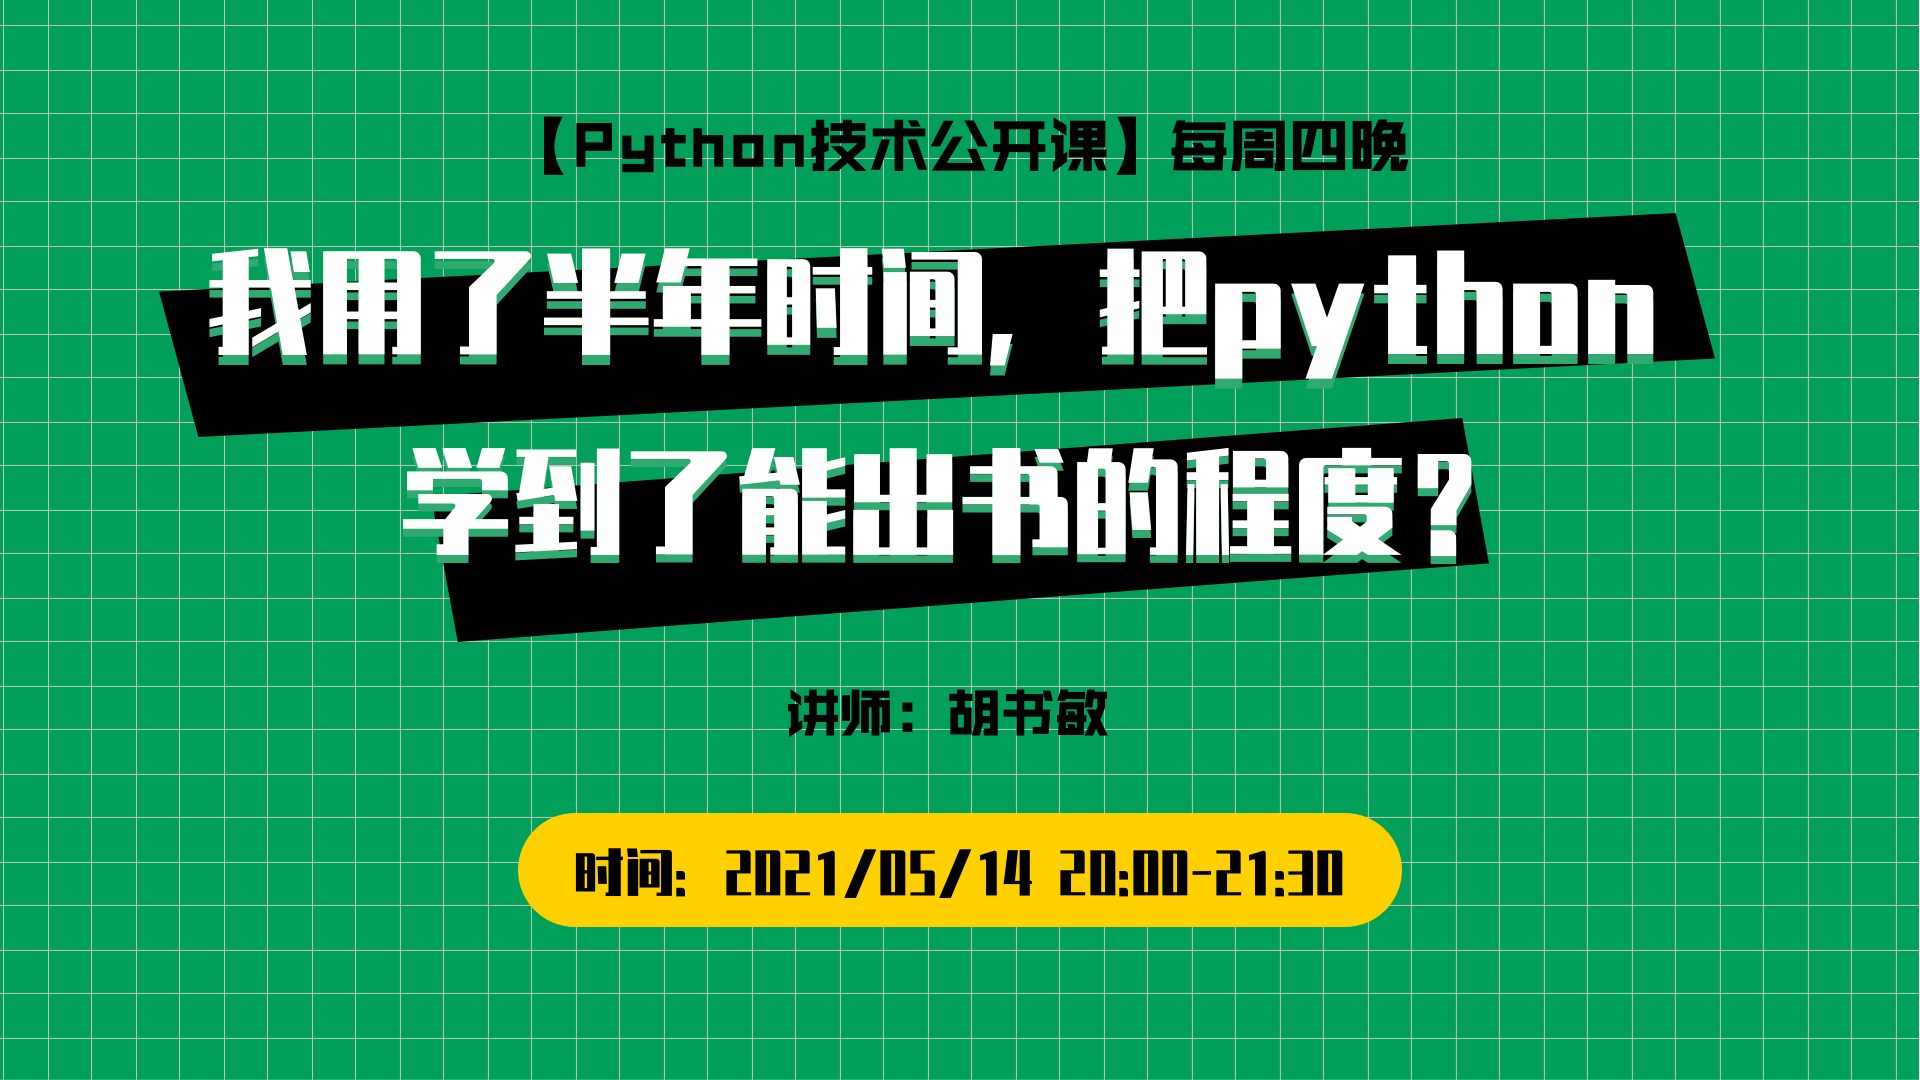 【Python技术公开课】每周四晚
我用了半年时间，把python
学到了能出书的程度？
讲师：胡书敏
时间：2021/05/14 20:00-21:30